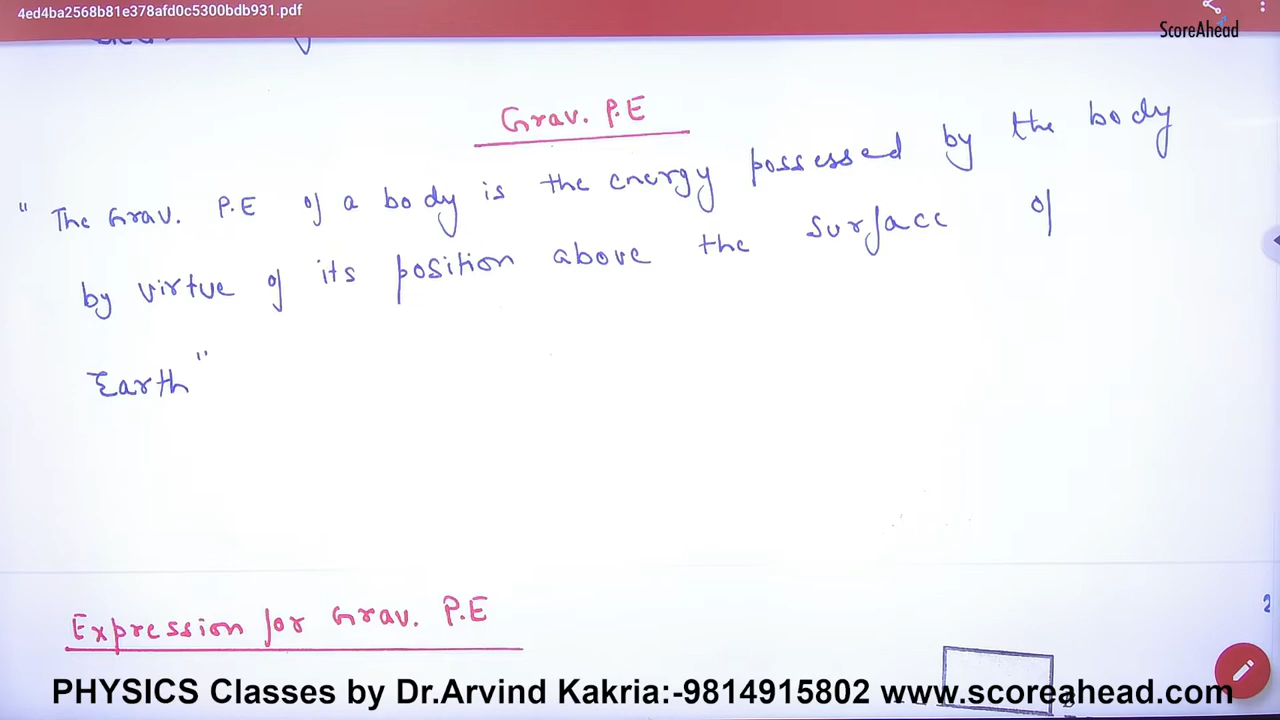 4ed4ba2568b81e378afd0c5300bdb931.pdf
ScoreAhead
Grav. P.E
" The Grav. P.E of a body is the energy possessed by the body
by virtue of its position above the surface of
Earth "
Expression for Grav. P.E
PHYSICS Classes by Dr.Arvind Kakria:-9814915802 www.scoreahead.com